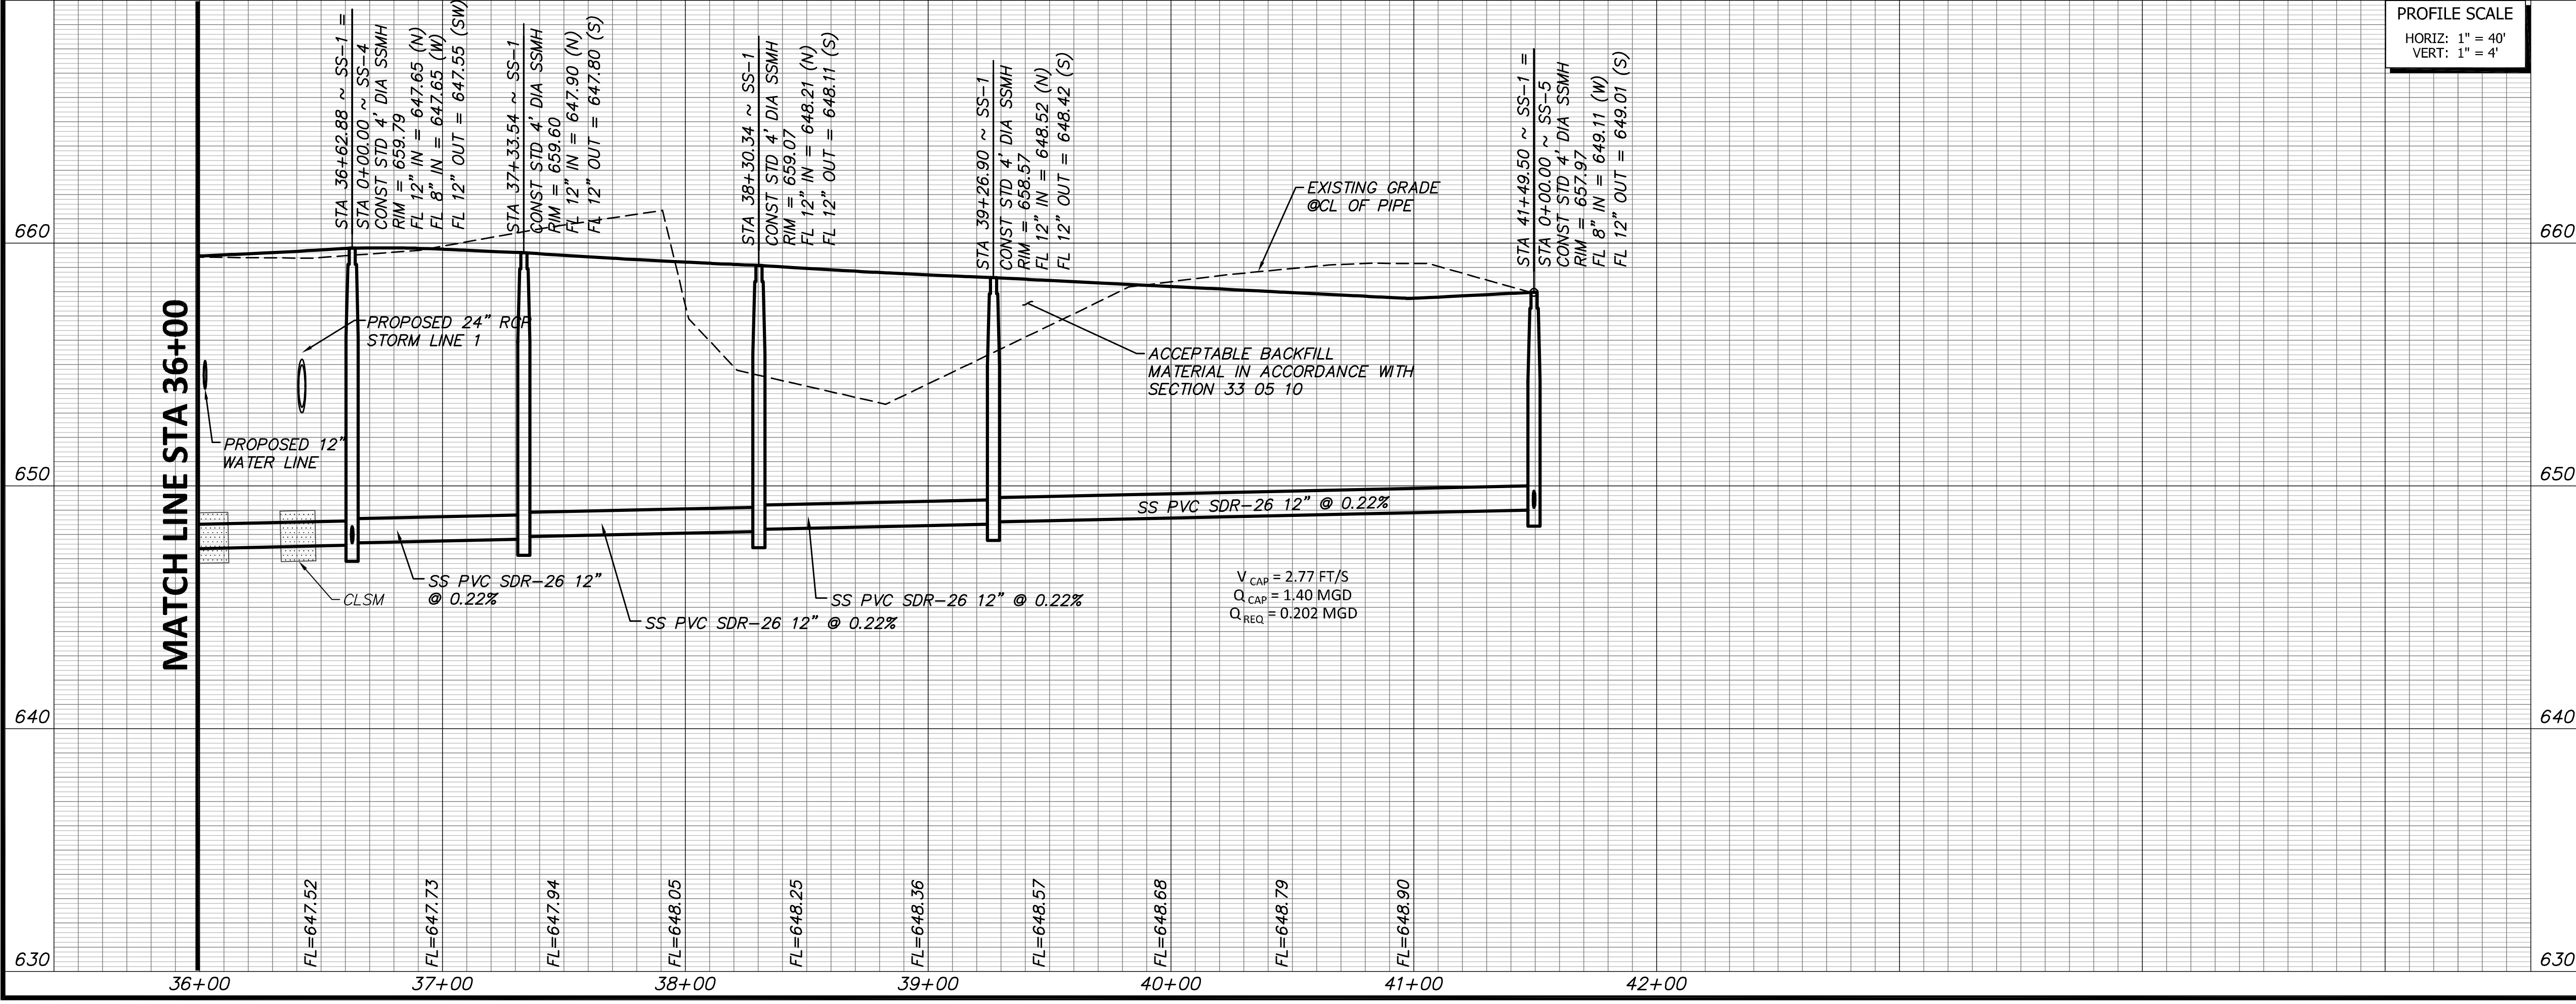 PROFILE SCALE
HORIZ: 1" = 40'
VERT: 1" = 4'
STA 36+62.88 ~ SS-1 =
STA 0+00.00 ~ SS-4
CONST STD 4' DIA SSMH
RIM = 659.79
FL 12" IN = 647.65 (N)
FL 8" IN = 647.65 (W)
FL 12" OUT = 647.55 (SW)
STA 37+33.54 ~ SS-1
CONST STD 4' DIA SSMH
RIM = 659.60
FL 12" IN = 647.90 (N)
FL 12" OUT = 647.80 (S)
STA 38+30.34 ~ SS-1
CONST STD 4' DIA SSMH
RIM = 659.07
FL 12" IN = 648.21 (N)
FL 12" OUT = 648.11 (S)
STA 39+26.90 ~ SS-1
CONST STD 4' DIA SSMH
RIM = 658.57
FL 12" IN = 648.52 (N)
FL 12" OUT = 648.42 (S)
STA 41+49.50 ~ SS-1 =
STA 0+00.00 ~ SS-5
CONST STD 4' DIA SSMH
RIM = 657.97
FL 8" IN = 649.11 (W)
FL 12" OUT = 649.01 (S)
EXISTING GRADE
@CL OF PIPE
660
660
MATCH LINE STA 36+00
PROPOSED 24" RCP
STORM LINE 1
ACCEPTABLE BACKFILL
MATERIAL IN ACCORDANCE WITH
SECTION 33 05 10
PROPOSED 12"
WATER LINE
650
650
SS PVC SDR-26 12" @ 0.22%
SS PVC SDR-26 12"
@ 0.22%
CLSM
SS PVC SDR-26 12" @ 0.22%
SS PVC SDR-26 12" @ 0.22%
V CAP = 2.77 FT/S
Q CAP = 1.40 MGD
Q REQ = 0.202 MGD
640
640
FL=647.52
FL=647.73
FL=647.94
FL=648.05
FL=648.25
FL=648.36
FL=648.57
FL=648.68
FL=648.79
FL=648.90
630
630
36+00
37+00
38+00
39+00
40+00
41+00
42+00